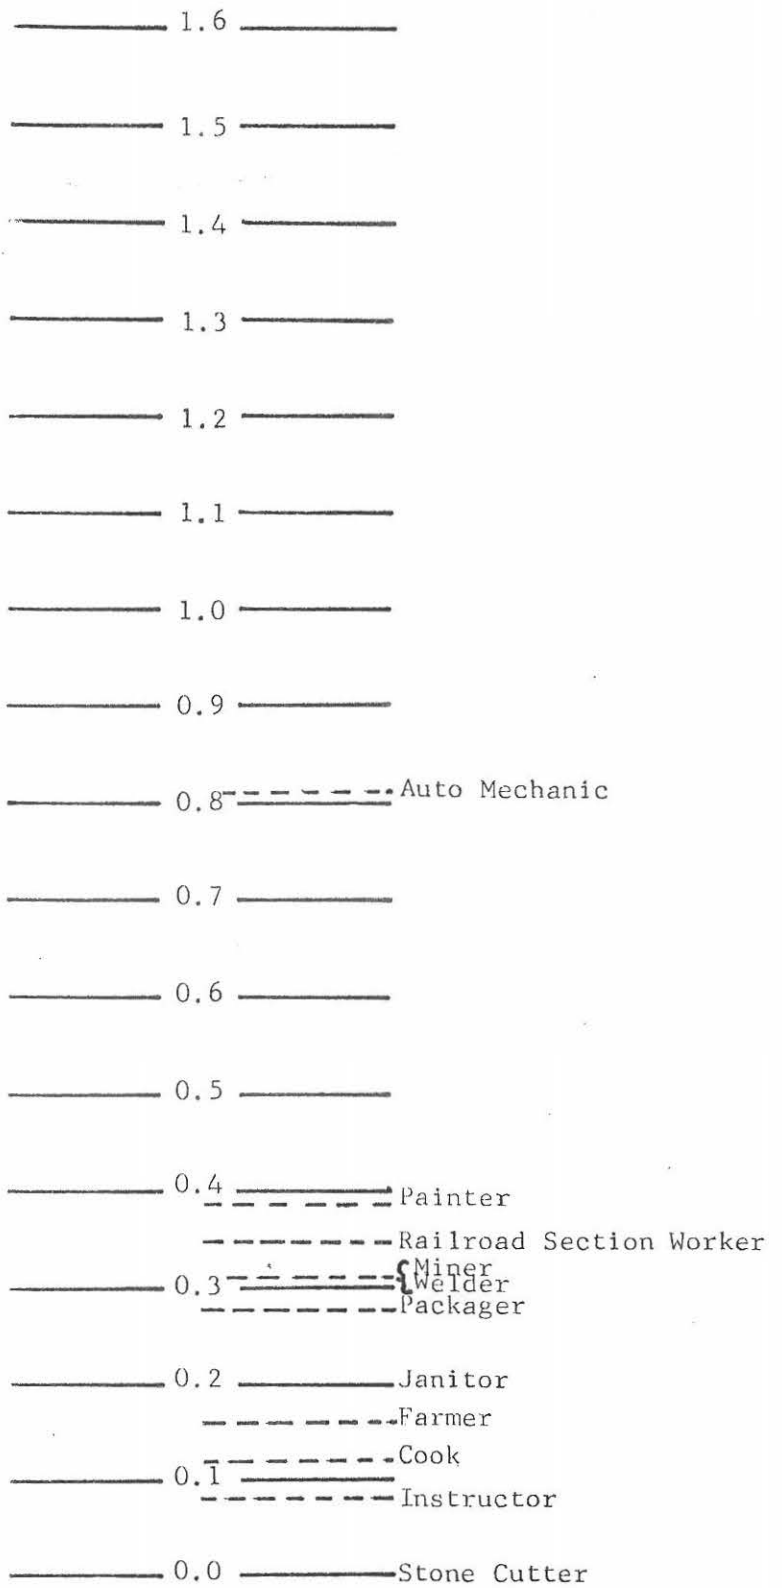 1.6
1.5
1.4
1.3
1.2
1.1
1.0
0.9
0.8 Auto Mechanic
0.7
0.6
0.5
0.4
Painter
Railroad Section Worker
Miner
0.3 Welder
Packager
0.2 Janitor
Farmer
Cook
0.1
Instructor
0.0 Stone Cutter